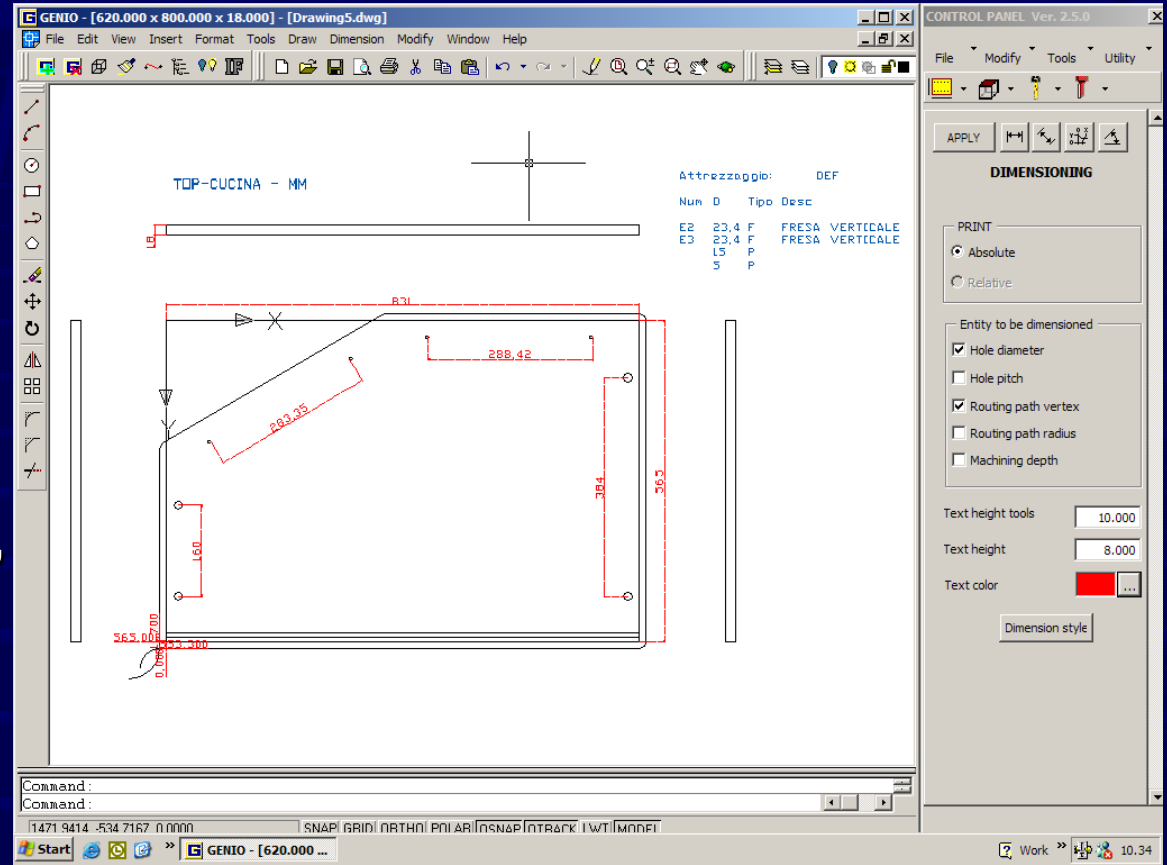 GENIO - [620.000 x 800.000 x 18.000] - [Drawing5.dwg]
File Edit View Insert Format Tools Draw Dimension Modify Window Help
TOP-CUCINA - MM
Attrezzaggio: DEF
Num D Tipo Desc
E2 23,4 F FRESA VERTICALE
E3 23,4 F FRESA VERTICALE
15 P
5 P
18
831
X
Y
288,42
283,35
384
565
160
565.000
553.300
0.000
Command:
Command:
1471.9414, -534.7167, 0.0000 SNAP GRID ORTHO POLAR OSNAP OTRACK LWT MODEL
CONTROL PANEL Ver. 2.5.0
File Modify Tools Utility
APPLY
DIMENSIONING
PRINT
Absolute
Relative
Entity to be dimensioned
Hole diameter
Hole pitch
Routing path vertex
Routing path radius
Machining depth
Text height tools 10.000
Text height 8.000
Text color ...
Dimension style
Start » GENIO - [620.000 ... Work » 10.34